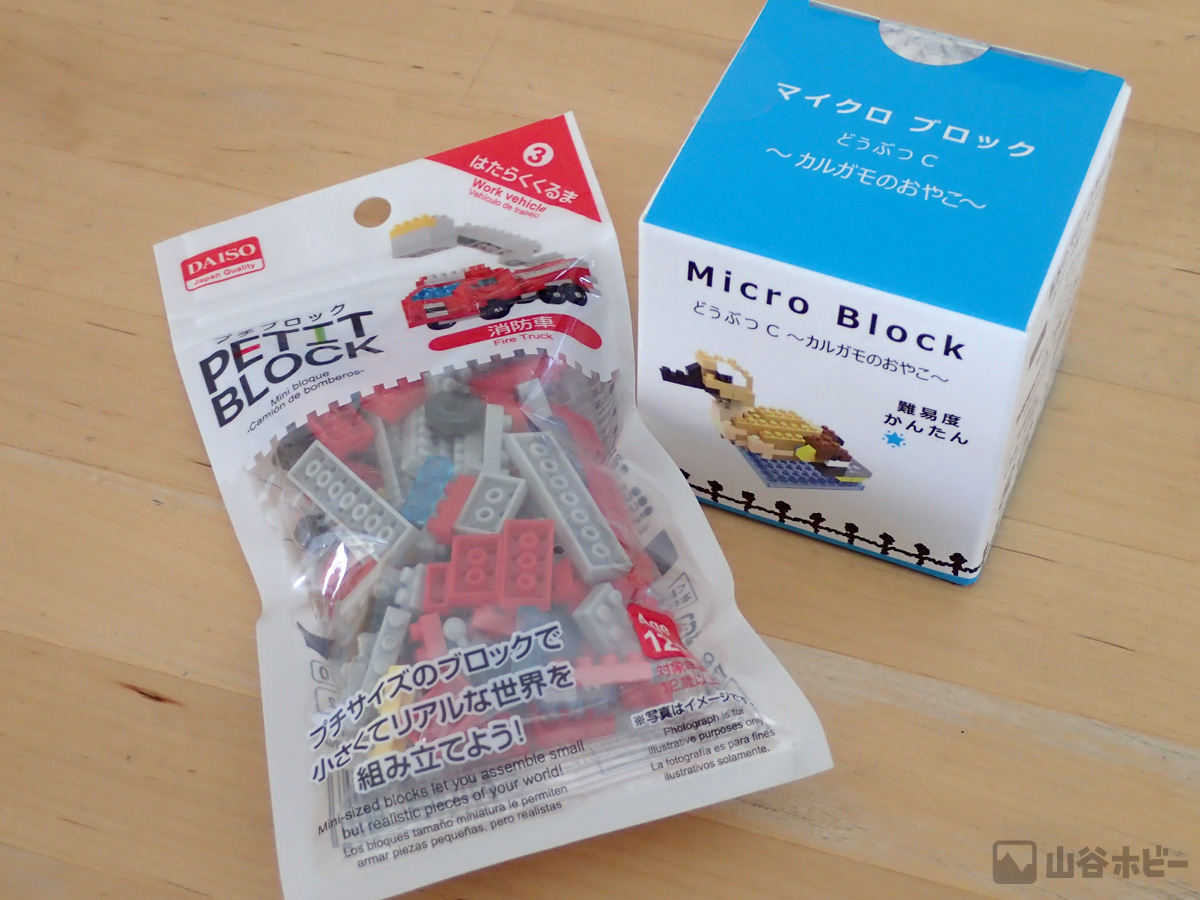 DAISO
Japan Quality
3
はたらくくるま
Work vehicle
Vehículo de trabajo
プチブロック
PETIT
BLOCK
Mini bloque
-Camión de bomberos-
消防車
Fire Truck
Age
12
対象年
12歳以上
プチサイズのブロックで
小さくてリアルな世界を
組み立てよう!
Mini-sized blocks let you assemble small
but realistic pieces of your world!
Los bloques tamaño miniatura le permiten
armar piezas pequeñas, pero realistas
※写真はイメージです
Photograph is for
illustrative purposes only.
La fotografía es para fines
ilustrativos solamente.
マイクロ ブロック
どうぶつ C
~ カルガモのおやこ~
Micro Block
どうぶつ C ~カルガモのおやこ~
難易度
かんたん
山谷ホビー